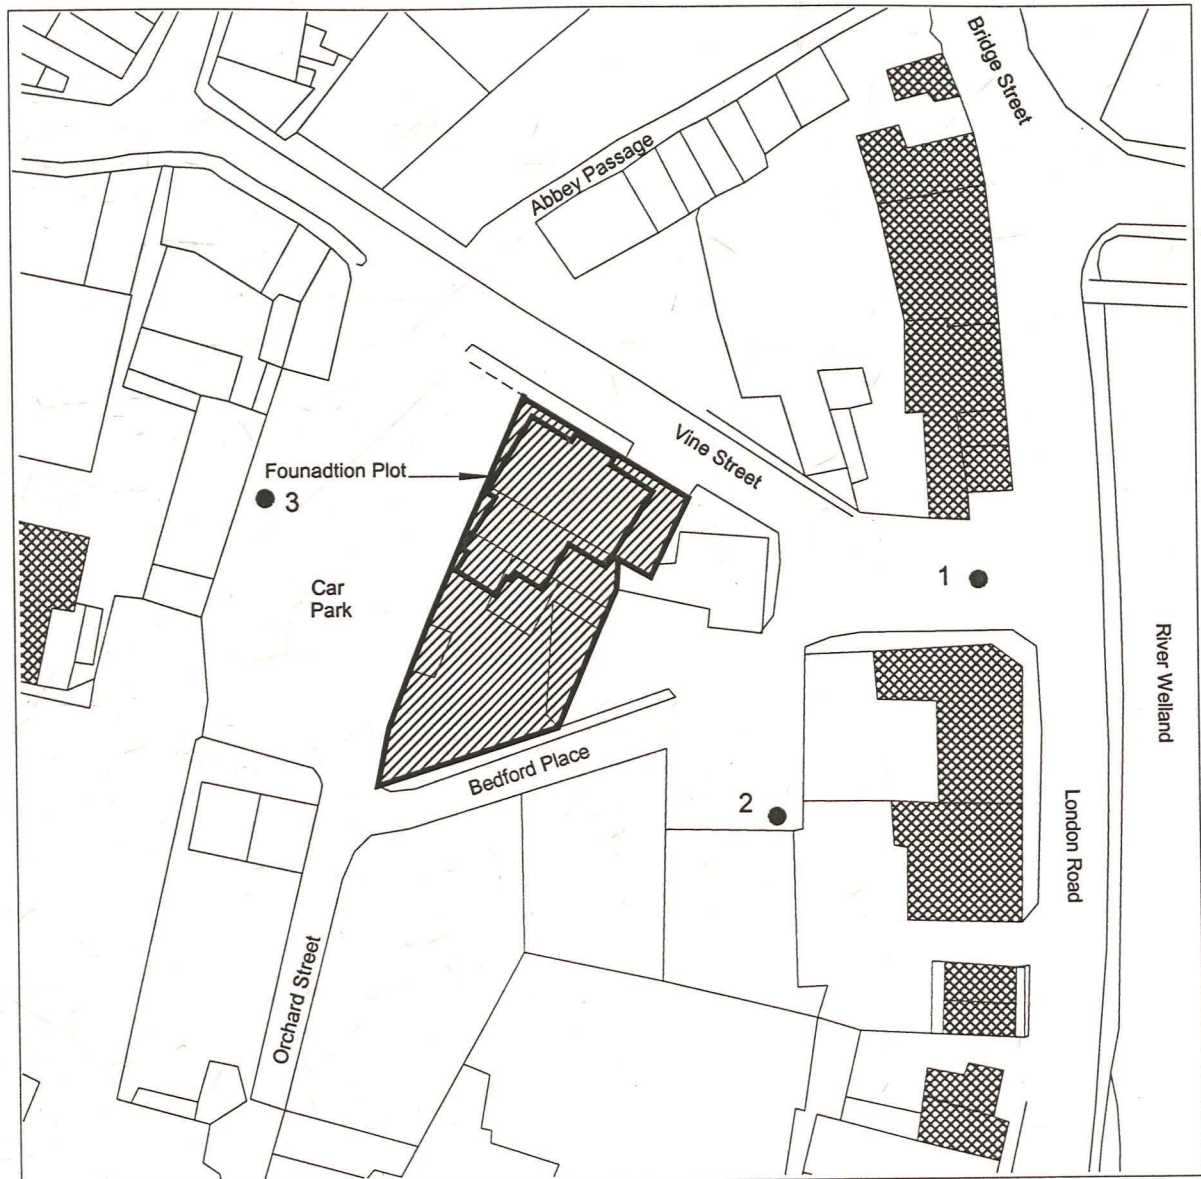 Bridge Street
Abbey Passage
Vine Street
Founadtion Plot
3
1
Car
Park
River Welland
Bedford Place
2
London Road
Orchard Street